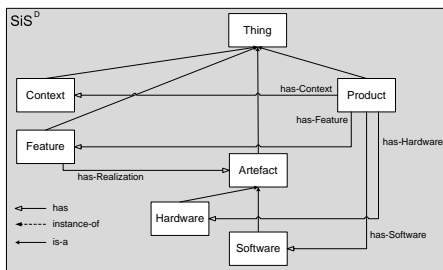 SiS D
Thing
Context
Product
has-Context
has-Feature
has-Hardware
Feature
has-Realization
Artefact
has
Hardware
instance-of
has-Software
is-a
Software